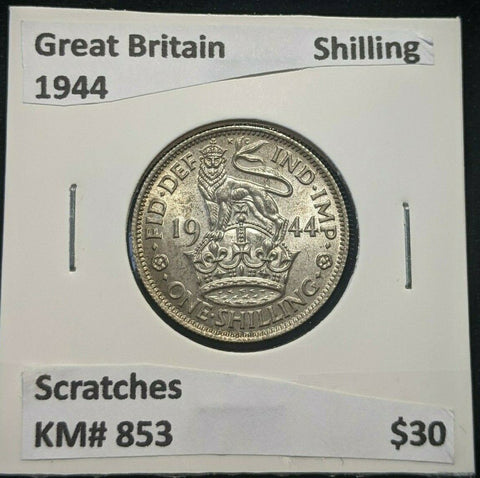 Great Britain Shilling
1944
FID·DEF IND·IMP
19 44
·ONE·SHILLING·
Scratches
KM# 853 $30